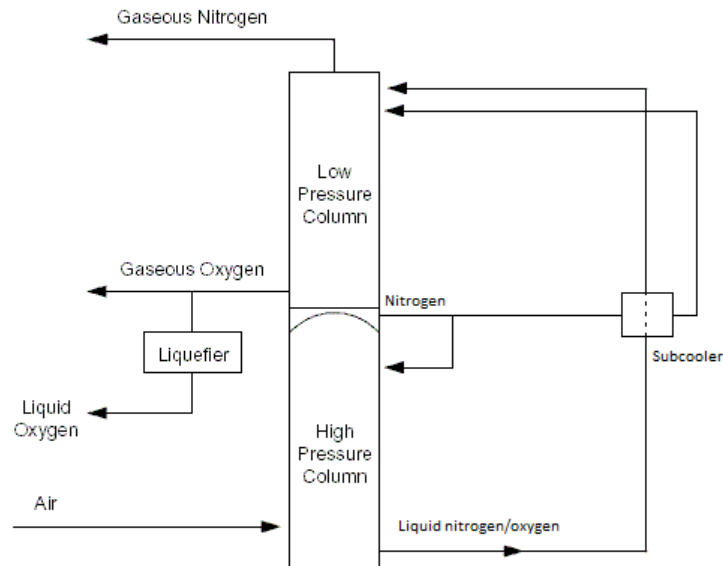 Gaseous Nitrogen
Low
Pressure
Column
Gaseous Oxygen
Nitrogen
Liquefier
Subcooler
Liquid
Oxygen
High
Pressure
Column
Air
Liquid nitrogen/oxygen